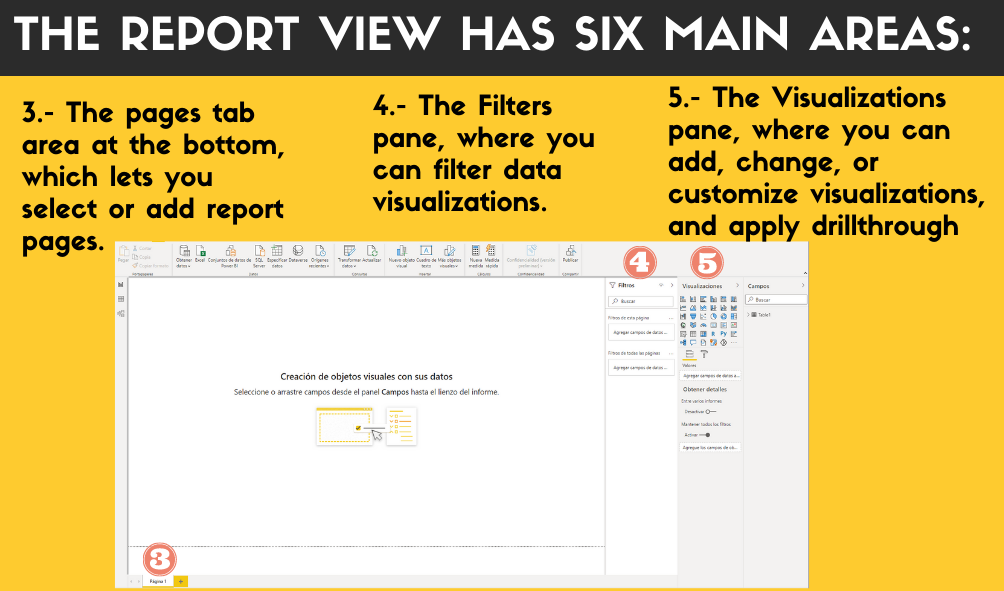 THE REPORT VIEW HAS SIX MAIN AREAS:
3.- The pages tab
area at the bottom,
which lets you
select or add report
pages.
4.- The Filters
pane, where you
can filter data
visualizations.
5.- The Visualizations
pane, where you can
add, change, or
customize visualizations,
and apply drillthrough
Pegar
Cortar
Copiar
Copiar formato
Portapapeles
Obtener
datos
Excel
Conjuntos de datos de
Power BI
SQL
Server
Especificar
datos
Dataverse
Orígenes
recientes
Datos
Transformar
datos
Actualizar
Consultas
Nuevo objeto
visual
Cuadro de
texto
Más objetos
visuales
Insertar
Nueva
medida
Medida
rápida
Cálculos
Confidencialidad
Confidencialidad
Publicar
Compartir
4
5
Filtros
Buscar
Filtros de esta página
Agregar campos de datos ...
Filtros de todas las páginas
Agregar campos de datos ...
Visualizaciones
R
Py
Valores
Agregar campos de datos a...
Obtener detalles
Entre varios informes
Desactivar
Mantener todos los filtros
Activar
Agregue los campos de ob...
Campos
Buscar
Table1
Creación de objetos visuales con sus datos
Seleccione o arrastre campos desde el panel Campos hasta el lienzo del informe.
3
Página 1
+